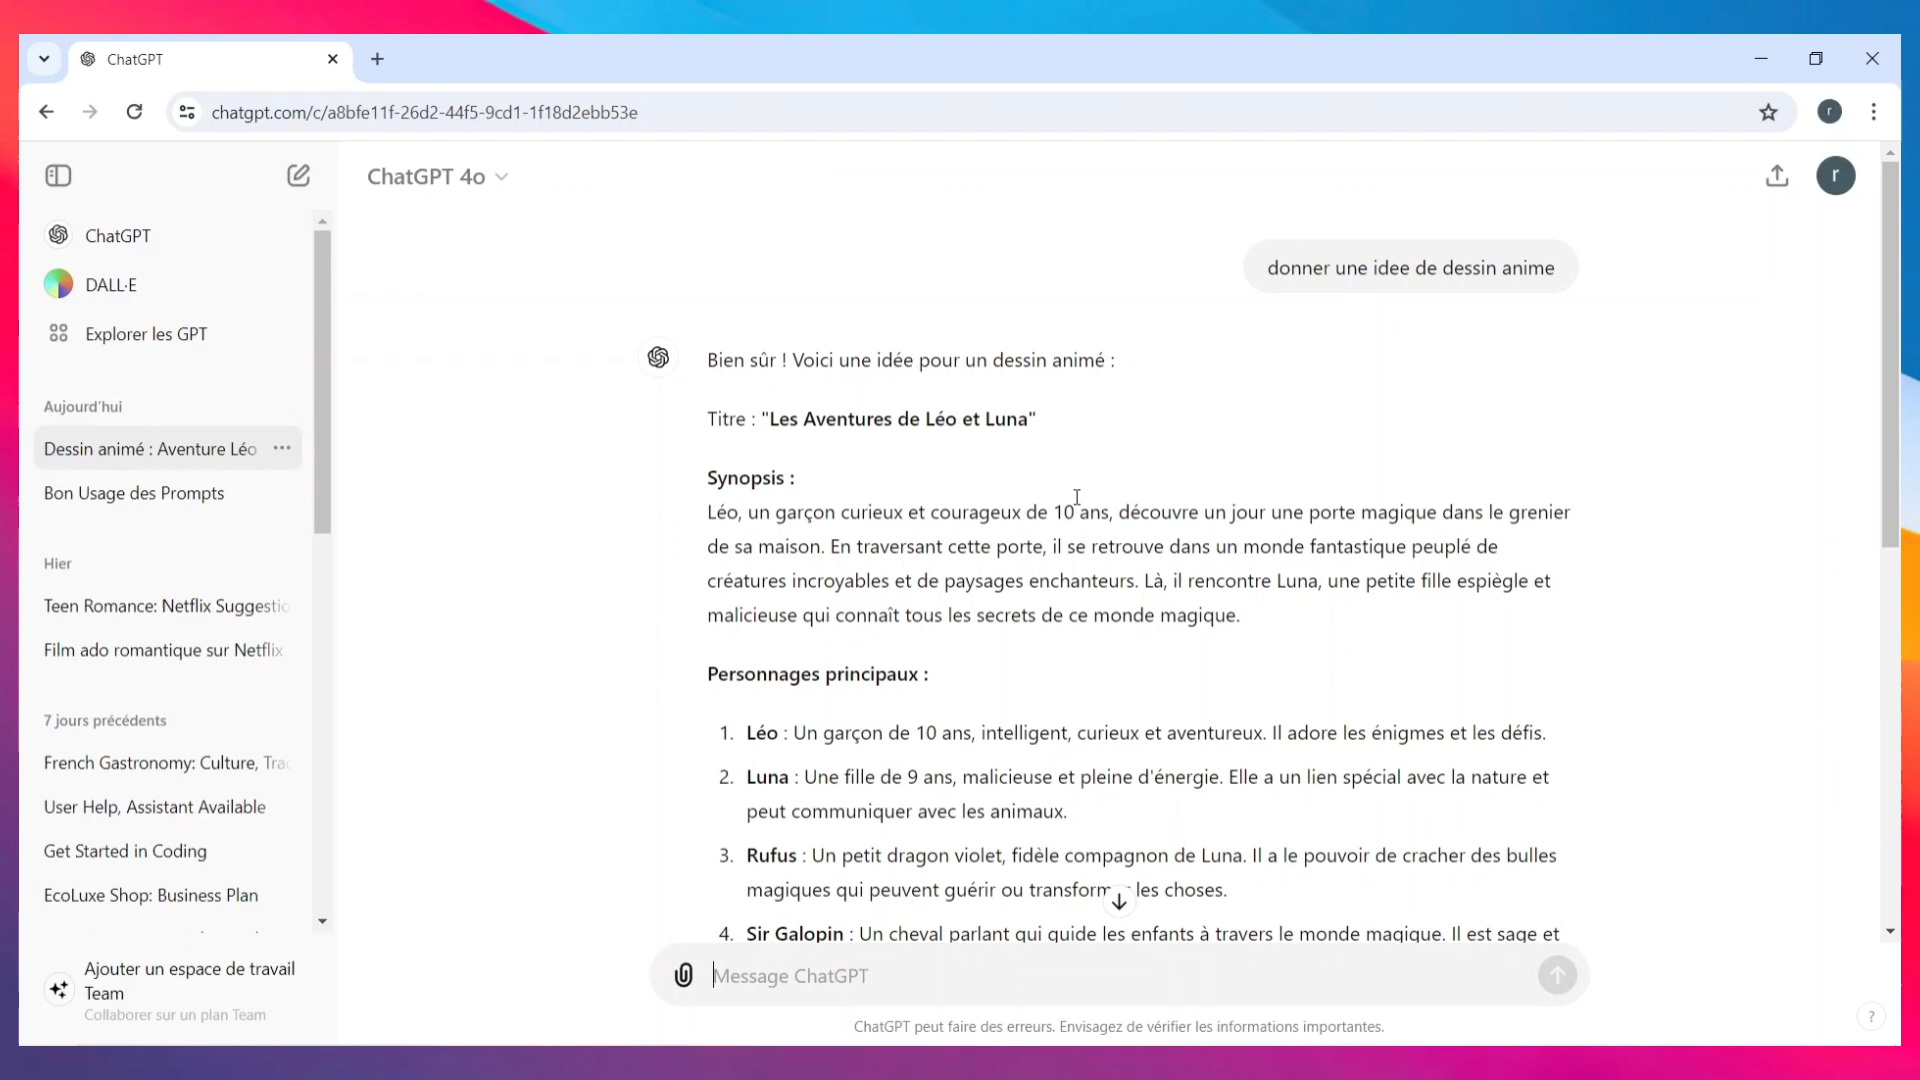 ChatGPT
chatgpt.com/c/a8bfe11f-26d2-44f5-9cd1-1f18d2ebb53e
r
ChatGPT
DALL·E
Explorer les GPT
Aujourd'hui
Dessin animé : Aventure Léo
Bon Usage des Prompts
Hier
Teen Romance: Netflix Suggestio
Film ado romantique sur Netflix
7 jours précédents
French Gastronomy: Culture, Trac
User Help, Assistant Available
Get Started in Coding
EcoLuxe Shop: Business Plan
Ajouter un espace de travail
Team
Collaborer sur un plan Team
ChatGPT 4o
r
donner une idee de dessin anime
Bien sûr ! Voici une idée pour un dessin animé :
Titre : "Les Aventures de Léo et Luna"
Synopsis :
Léo, un garçon curieux et courageux de 10 ans, découvre un jour une porte magique dans le grenier
de sa maison. En traversant cette porte, il se retrouve dans un monde fantastique peuplé de
créatures incroyables et de paysages enchanteurs. Là, il rencontre Luna, une petite fille espiègle et
malicieuse qui connaît tous les secrets de ce monde magique.
Personnages principaux :
1. Léo : Un garçon de 10 ans, intelligent, curieux et aventureux. Il adore les énigmes et les défis.
2. Luna : Une fille de 9 ans, malicieuse et pleine d'énergie. Elle a un lien spécial avec la nature et
peut communiquer avec les animaux.
3. Rufus : Un petit dragon violet, fidèle compagnon de Luna. Il a le pouvoir de cracher des bulles
magiques qui peuvent guérir ou transformer les choses.
4. Sir Galopin : Un cheval parlant qui guide les enfants à travers le monde magique. Il est sage et
Message ChatGPT
ChatGPT peut faire des erreurs. Envisagez de vérifier les informations importantes.
?